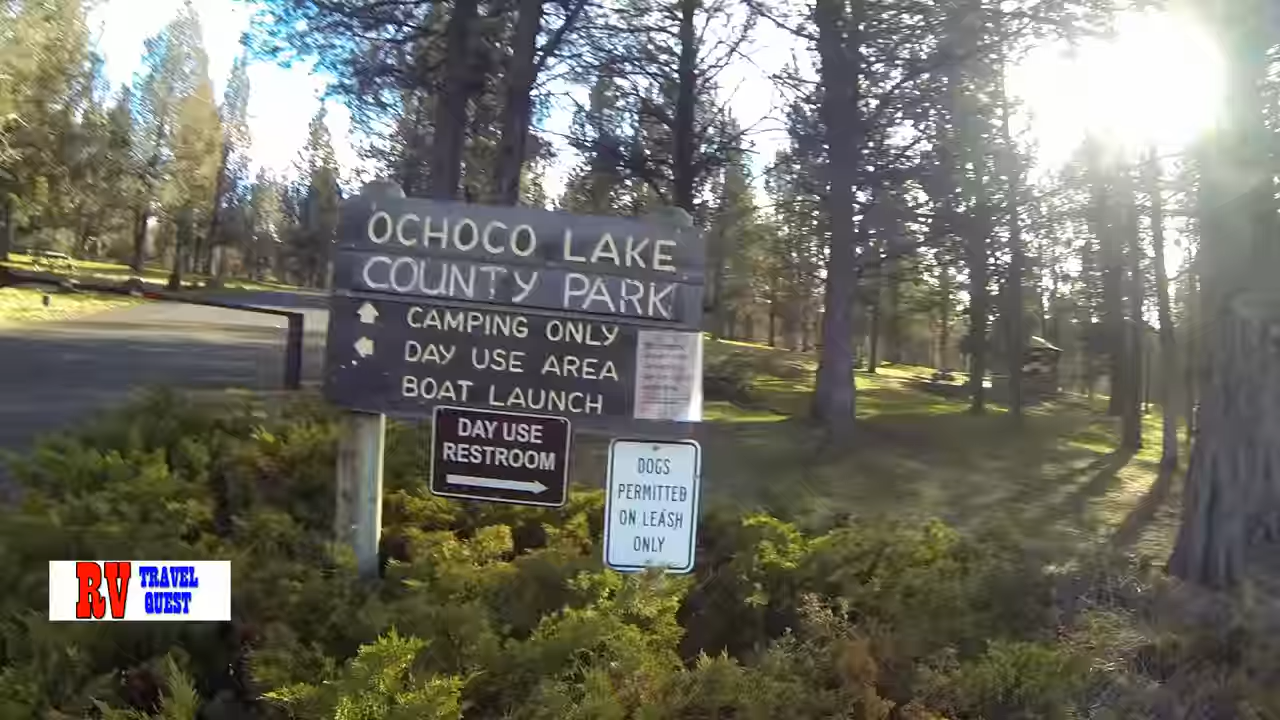 OCHOCO LAKE
COUNTY PARK
CAMPING ONLY
DAY USE AREA
BOAT LAUNCH
DAY USE
RESTROOM
DOGS
PERMITTED
ON LEASH
ONLY
RV TRAVEL
QUEST